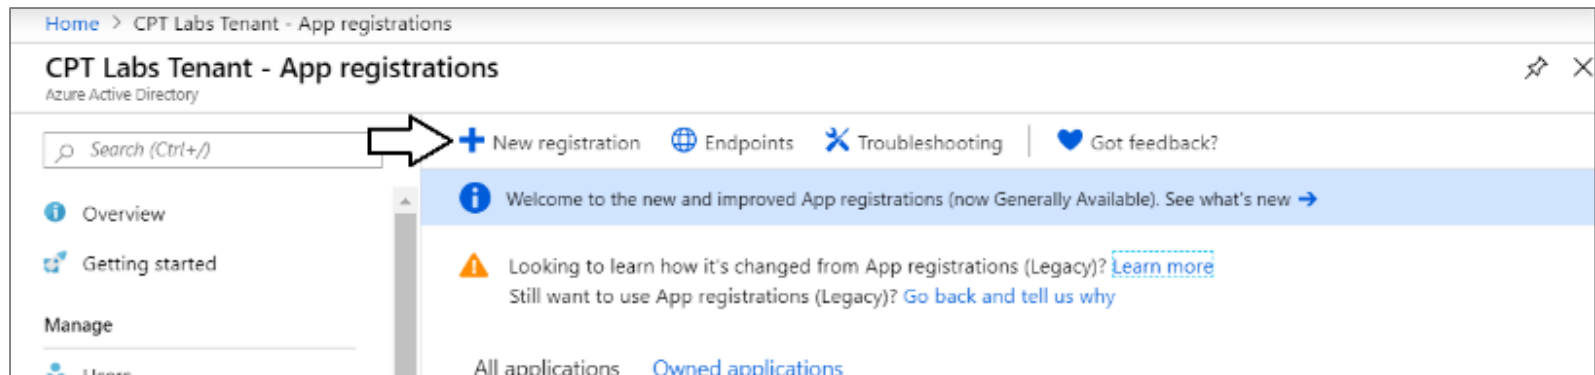 Home > CPT Labs Tenant - App registrations
CPT Labs Tenant - App registrations
Azure Active Directory
Search (Ctrl+/)
New registration Endpoints Troubleshooting Got feedback?
Welcome to the new and improved App registrations (now Generally Available). See what's new →
Overview
Getting started
Looking to learn how it's changed from App registrations (Legacy)? Learn more
Still want to use App registrations (Legacy)? Go back and tell us why
Manage
Users
All applications Owned applications